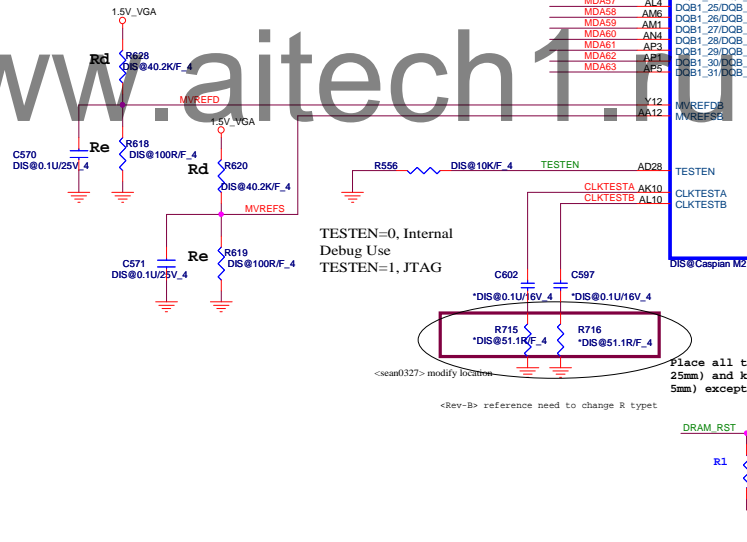 1.5V_VGA
Rd
R628
DIS@40.2K/F_4
MVREFD
C570
DIS@0.1U/25V_4
Re
R618
DIS@100R/F_4
1.5V_VGA
Rd
R620
DIS@40.2K/F_4
MVREFS
C571
DIS@0.1U/25V_4
Re
R619
DIS@100R/F_4
www.aitech1.ru
MDA57
MDA58
MDA59
MDA60
MDA61
MDA62
MDA63
AL4
AM6
AM1
AN4
AP3
AP1
AP5
DQB1_25/DQB_
DQB1_26/DQB_
DQB1_27/DQB_
DQB1_28/DQB_
DQB1_29/DQB_
DQB1_30/DQB_
DQB1_31/DQB_
Y12
AA12
MVREFDB
MVREFSB
R556
DIS@10K/F_4
TESTEN
AD28
TESTEN
CLKTESTA
AK10
CLKTESTA
CLKTESTB
AL10
CLKTESTB
DIS@Caspian M2
TESTEN=0, Internal
Debug Use
TESTEN=1, JTAG
C602
*DIS@0.1U/16V_4
C597
*DIS@0.1U/16V_4
R715
*DIS@51.1R/F_4
R716
*DIS@51.1R/F_4
<sean0327> modify location
<Rev-B> reference need to change R typet
Place all t
25mm) and k
5mm) except
DRAM_RST
R1